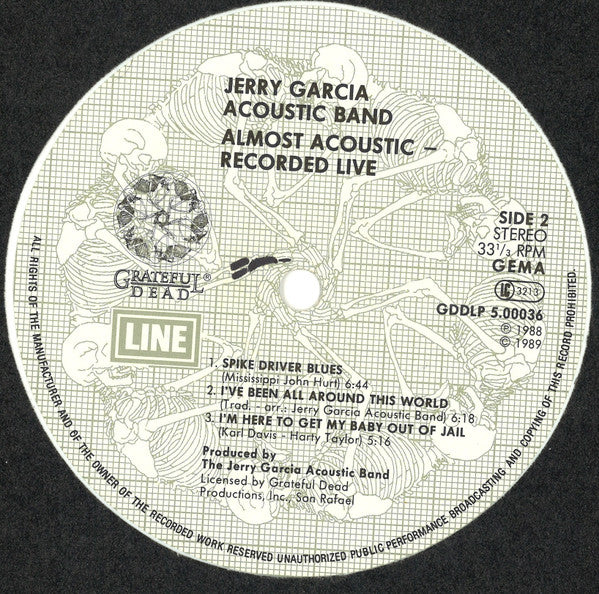 JERRY GARCIA
ACOUSTIC BAND
ALMOST ACOUSTIC –
RECORDED LIVE
SIDE 2
STEREO
33 1/3 RPM
GEMA
LC 3213
GDDLP 5.00036
℗ 1988
© 1989
GRATEFUL®
DEAD
LINE
1. SPIKE DRIVER BLUES
(Mississippi John Hurt) 6:44
2. I'VE BEEN ALL AROUND THIS WORLD
(Trad. - arr.: Jerry Garcia Acoustic Band) 6:18
3. I'M HERE TO GET MY BABY OUT OF JAIL
(Karl Davis - Harty Taylor) 5:16
Produced by
The Jerry Garcia Acoustic Band
Licensed by Grateful Dead
Productions, Inc., San Rafael
ALL RIGHTS OF THE MANUFACTURER AND OF THE OWNER OF THE RECORDED WORK RESERVED UNAUTHORIZED PUBLIC PERFORMANCE BROADCASTING AND COPYING OF THIS RECORD PROHIBITED